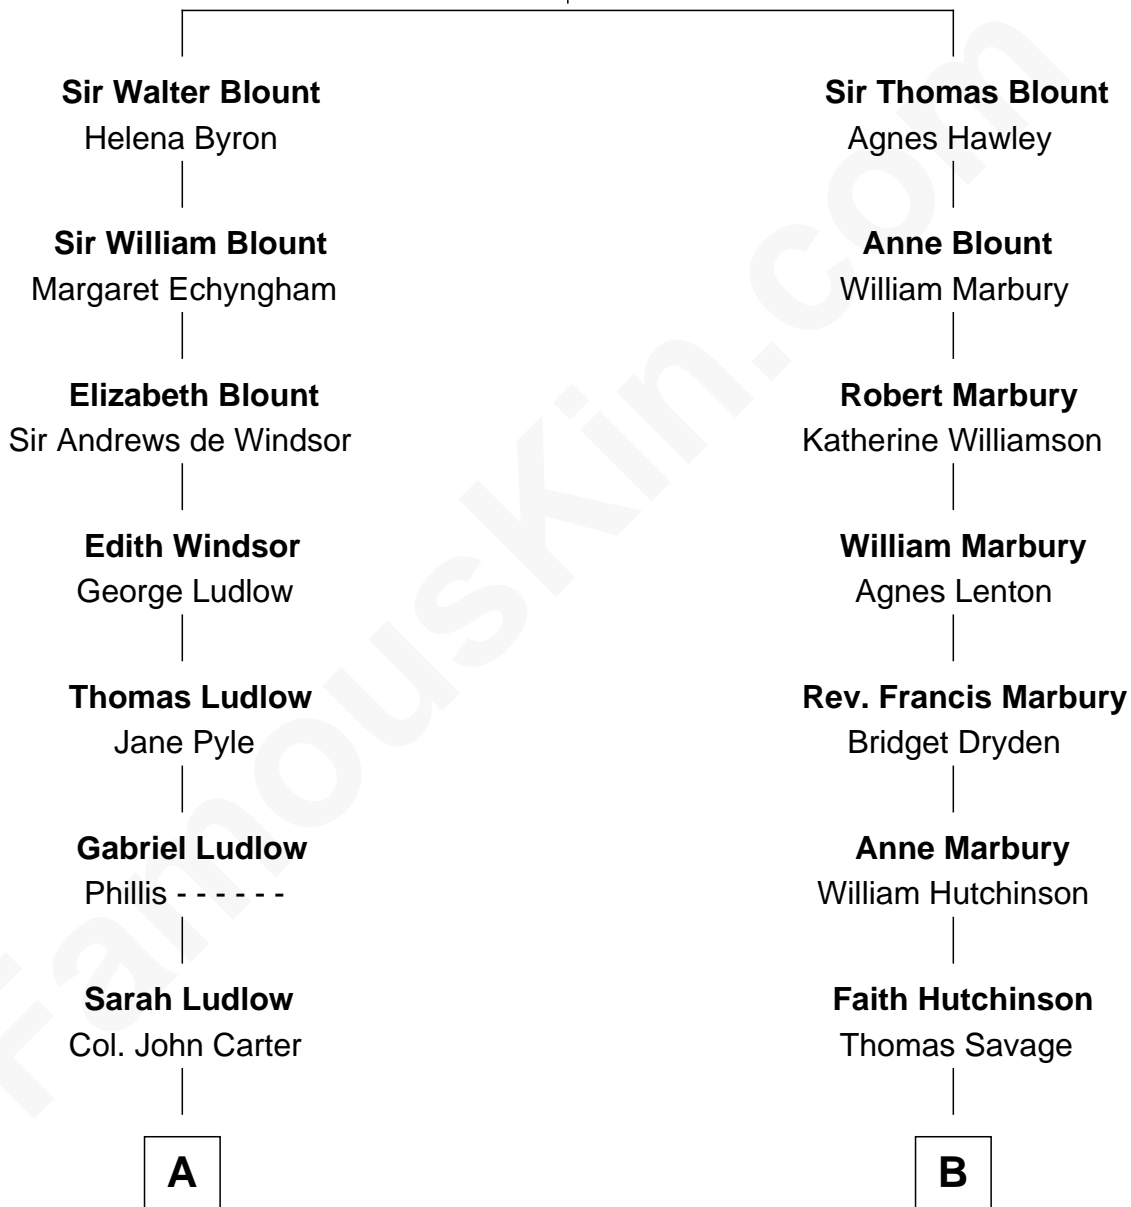 Sir Walter Blount
Helena Byron
Sir William Blount
Margaret Echyngham
Elizabeth Blount
Sir Andrews de Windsor
Edith Windsor
George Ludlow
Thomas Ludlow
Jane Pyle
Gabriel Ludlow
Phillis - - - - - -
Sarah Ludlow
Col. John Carter
A
Sir Thomas Blount
Agnes Hawley
Anne Blount
William Marbury
Robert Marbury
Katherine Williamson
William Marbury
Agnes Lenton
Rev. Francis Marbury
Bridget Dryden
Anne Marbury
William Hutchinson
Faith Hutchinson
Thomas Savage
B
FamousKin.com